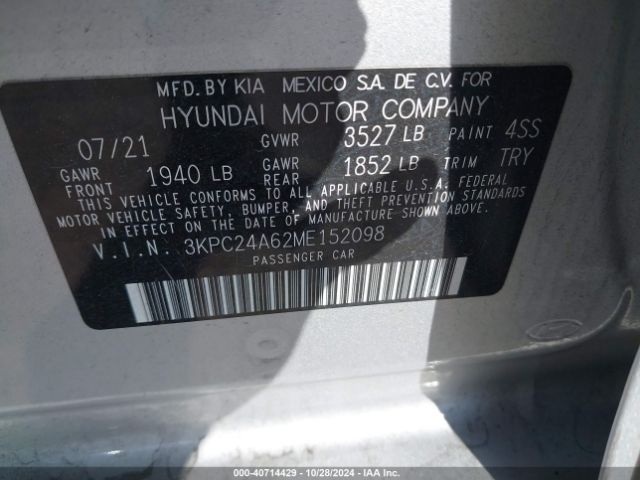 MFD. BY KIA MEXICO S.A. DE C.V. FOR
HYUNDAI MOTOR COMPANY
07/21 GVWR 3527 LB PAINT 4SS
GAWR FRONT 1940 LB GAWR REAR 1852 LB TRIM TRY
THIS VEHICLE CONFORMS TO ALL APPLICABLE U.S.A. FEDERAL
MOTOR VEHICLE SAFETY, BUMPER, AND THEFT PREVENTION STANDARDS
IN EFFECT ON THE DATE OF MANUFACTURE SHOWN ABOVE.
V.I.N. 3KPC24A62ME152098
PASSENGER CAR
000-40714429 | 10/28/2024 | IAA Inc.